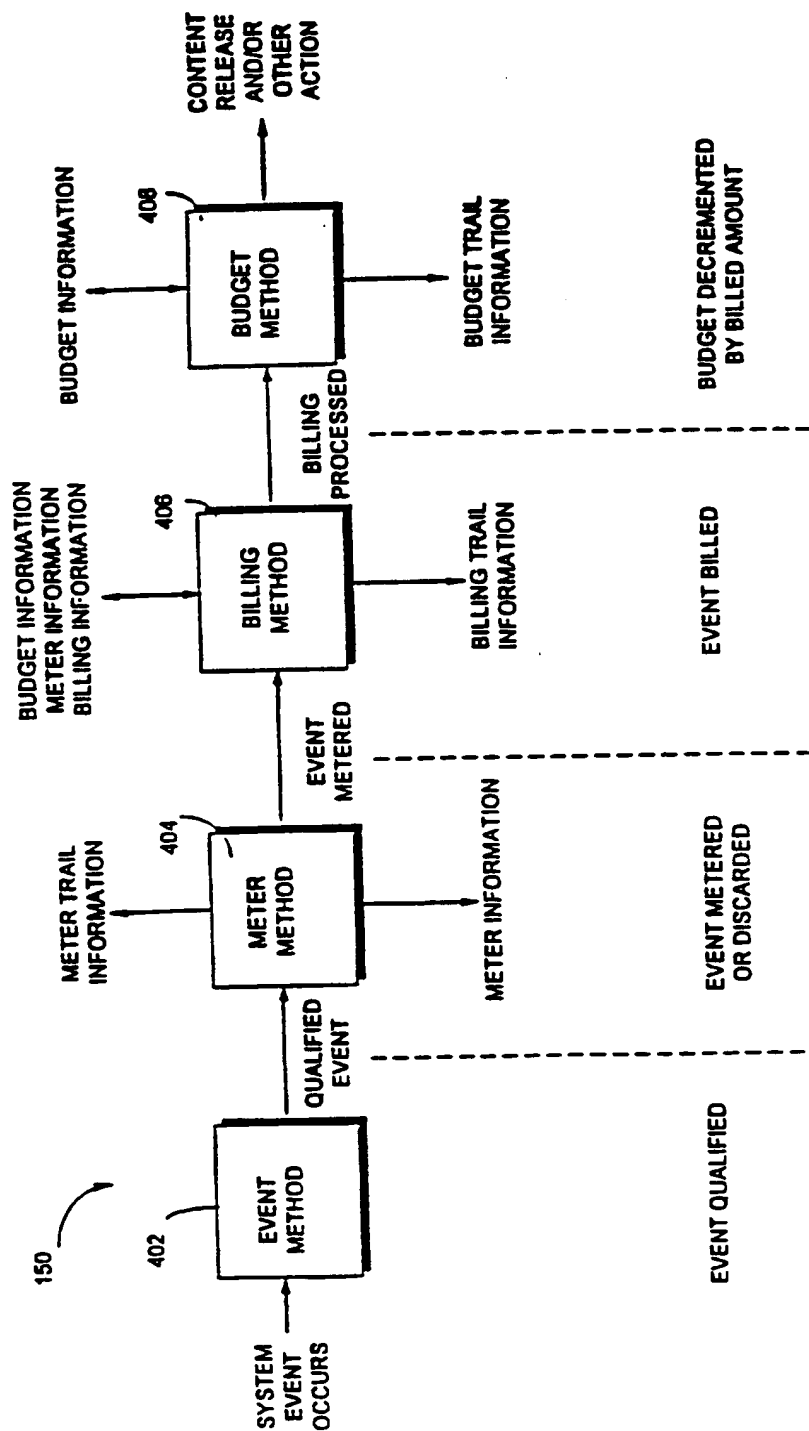 150
SYSTEM
EVENT
OCCURS
402
EVENT
METHOD
QUALIFIED
EVENT
METER TRAIL
INFORMATION
404
METER
METHOD
METER INFORMATION
EVENT
METERED
BUDGET INFORMATION
METER INFORMATION
BILLING INFORMATION
406
BILLING
METHOD
BILLING TRAIL
INFORMATION
BILLING
PROCESSED
BUDGET INFORMATION
408
BUDGET
METHOD
BUDGET TRAIL
INFORMATION
CONTENT
RELEASE
AND/OR
OTHER
ACTION
EVENT QUALIFIED
EVENT METERED
OR DISCARDED
EVENT BILLED
BUDGET DECREMENTED
BY BILLED AMOUNT